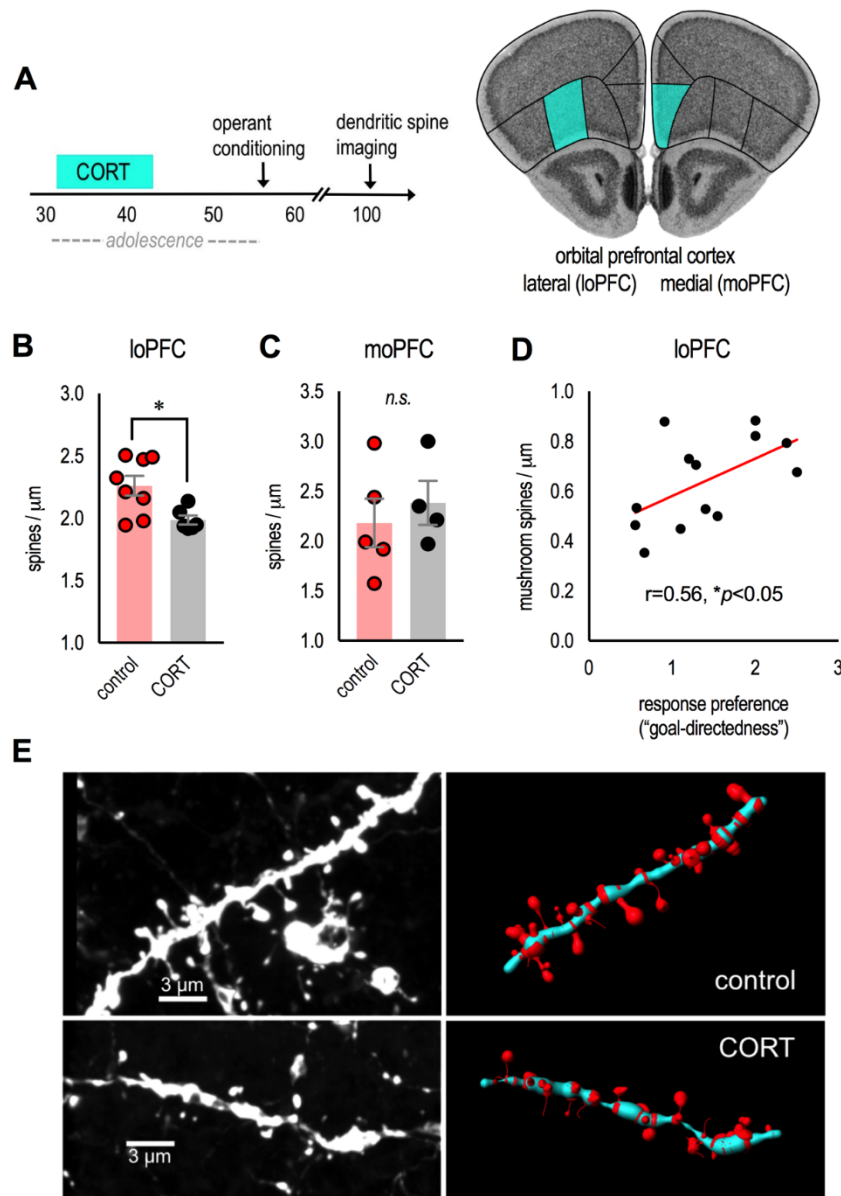 A
CORT
operant
conditioning
dendritic spine
imaging
30 40 50 60 100
adolescence
orbital prefrontal cortex
lateral (loPFC) medial (moPFC)
B
loPFC
*
3.0
2.5
2.0
1.5
1.0
spines / μm
control
CORT
C
moPFC
n.s.
3.5
3.0
2.5
2.0
1.5
1.0
spines / μm
control
CORT
D
loPFC
1.0
0.8
0.6
0.4
0.2
0.0
mushroom spines / μm
r=0.56, *p<0.05
0 1 2 3
response preference
("goal-directedness")
E
3 μm
control
3 μm
CORT